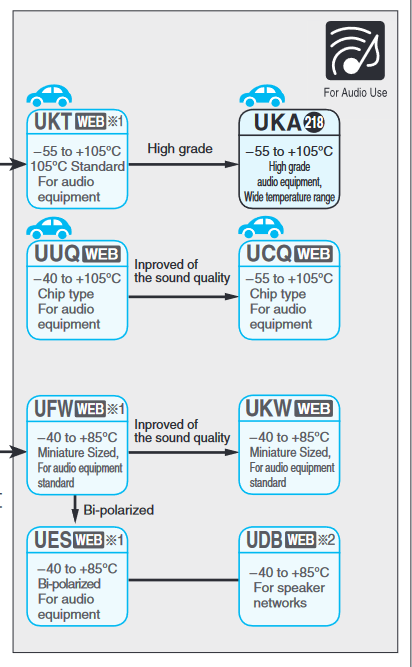 For Audio Use
UKT WEB ※1
−55 to +105°C
105°C Standard
For audio
equipment
High grade
UKA 218
−55 to +105°C
High grade
audio equipment,
Wide temperature range
UUQ WEB
−40 to +105°C
Chip type
For audio
equipment
Inproved of
the sound quality
UCQ WEB
−55 to +105°C
Chip type
For audio
equipment
UFW WEB ※1
−40 to +85°C
Miniature Sized,
For audio equipment
standard
Inproved of
the sound quality
UKW WEB
−40 to +85°C
Miniature Sized,
For audio equipment
standard
Bi-polarized
UES WEB ※1
−40 to +85°C
Bi-polarized
For audio
equipment
UDB WEB ※2
−40 to +85°C
For speaker
networks